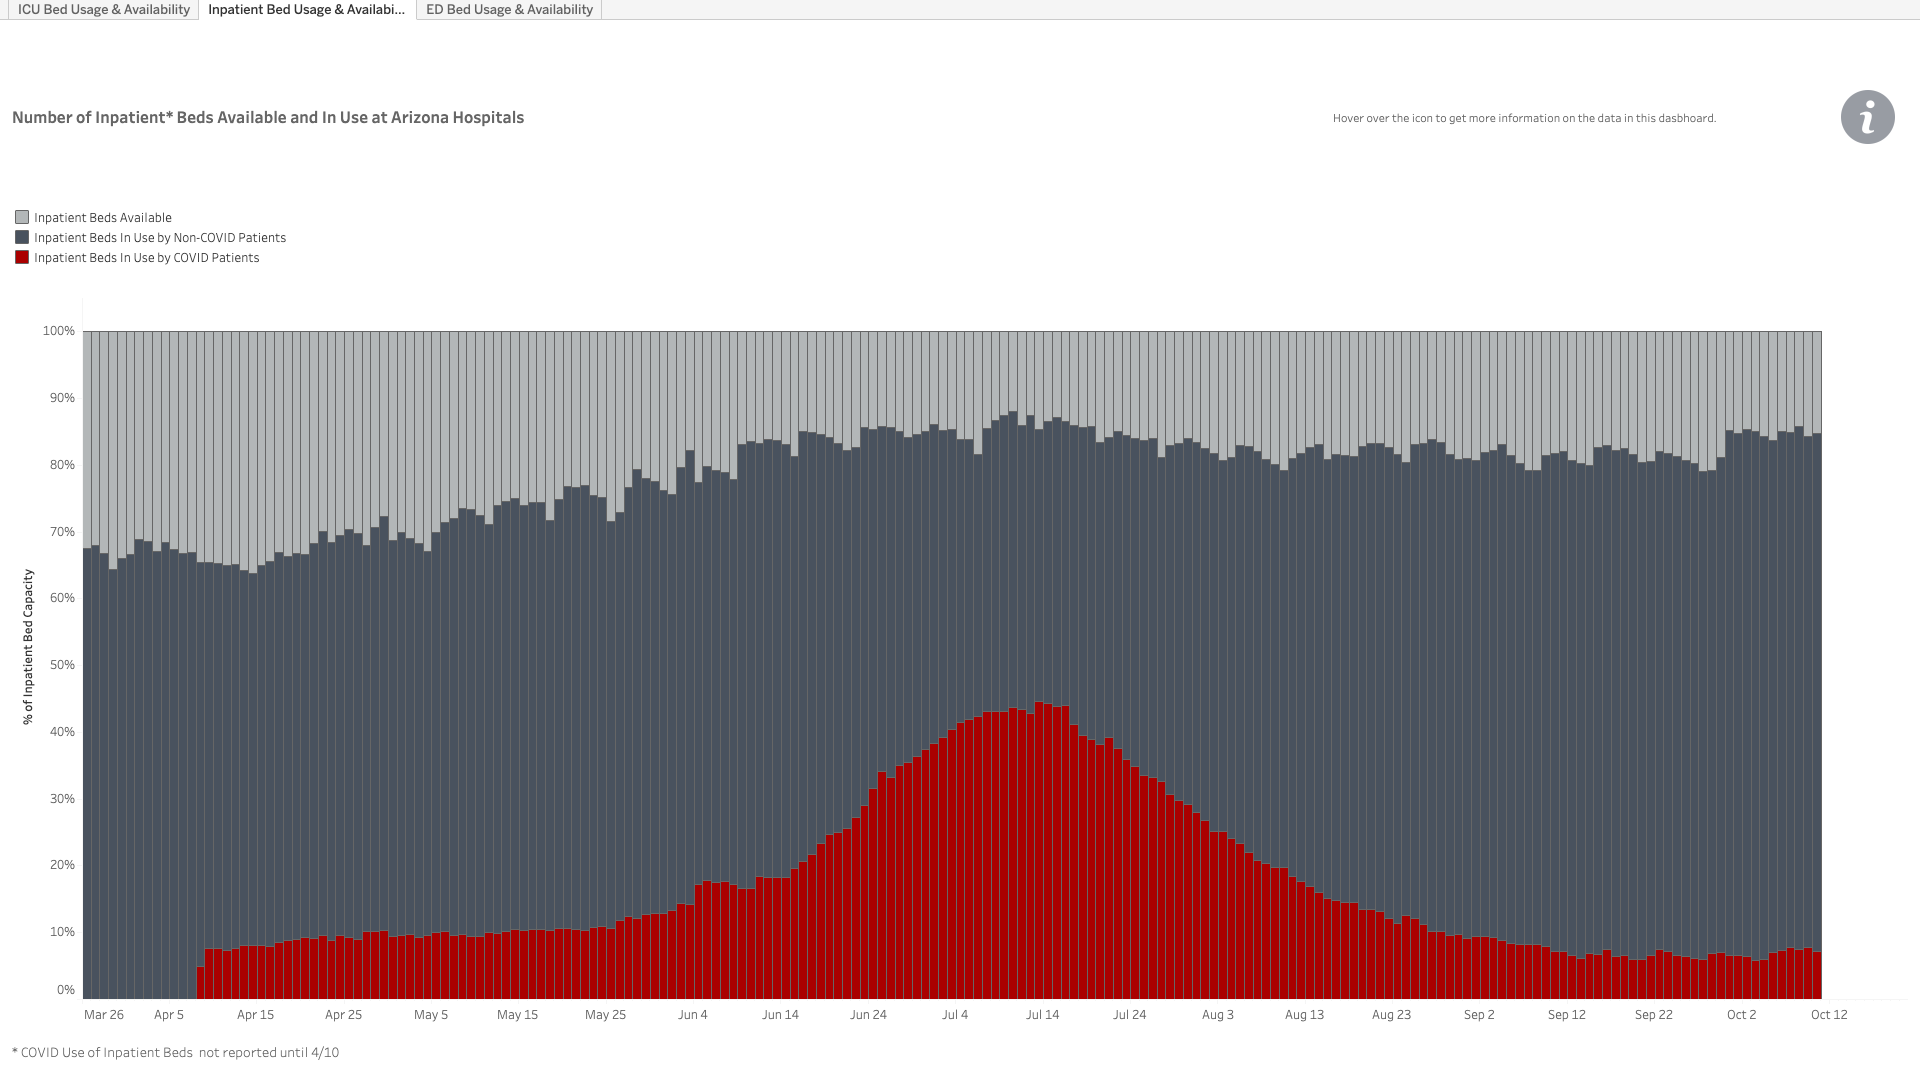 ICU Bed Usage & Availability
Inpatient Bed Usage & Availabi...
ED Bed Usage & Availability
Number of Inpatient* Beds Available and In Use at Arizona Hospitals
Hover over the icon to get more information on the data in this dasbhoard.
i
Inpatient Beds Available
Inpatient Beds In Use by Non-COVID Patients
Inpatient Beds In Use by COVID Patients
% of Inpatient Bed Capacity
100%
90%
80%
70%
60%
50%
40%
30%
20%
10%
0%
Mar 26 Apr 5 Apr 15 Apr 25 May 5 May 15 May 25 Jun 4 Jun 14 Jun 24 Jul 4 Jul 14 Jul 24 Aug 3 Aug 13 Aug 23 Sep 2 Sep 12 Sep 22 Oct 2 Oct 12
* COVID Use of Inpatient Beds not reported until 4/10